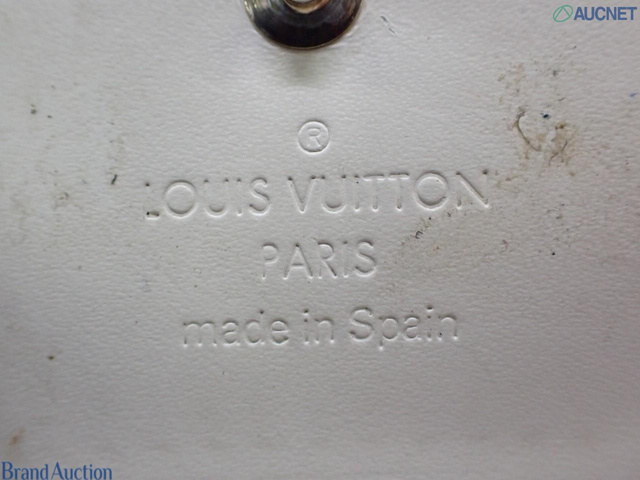 AUCNET
®
LOUIS VUITTON
PARIS
made in Spain
Brand Auction